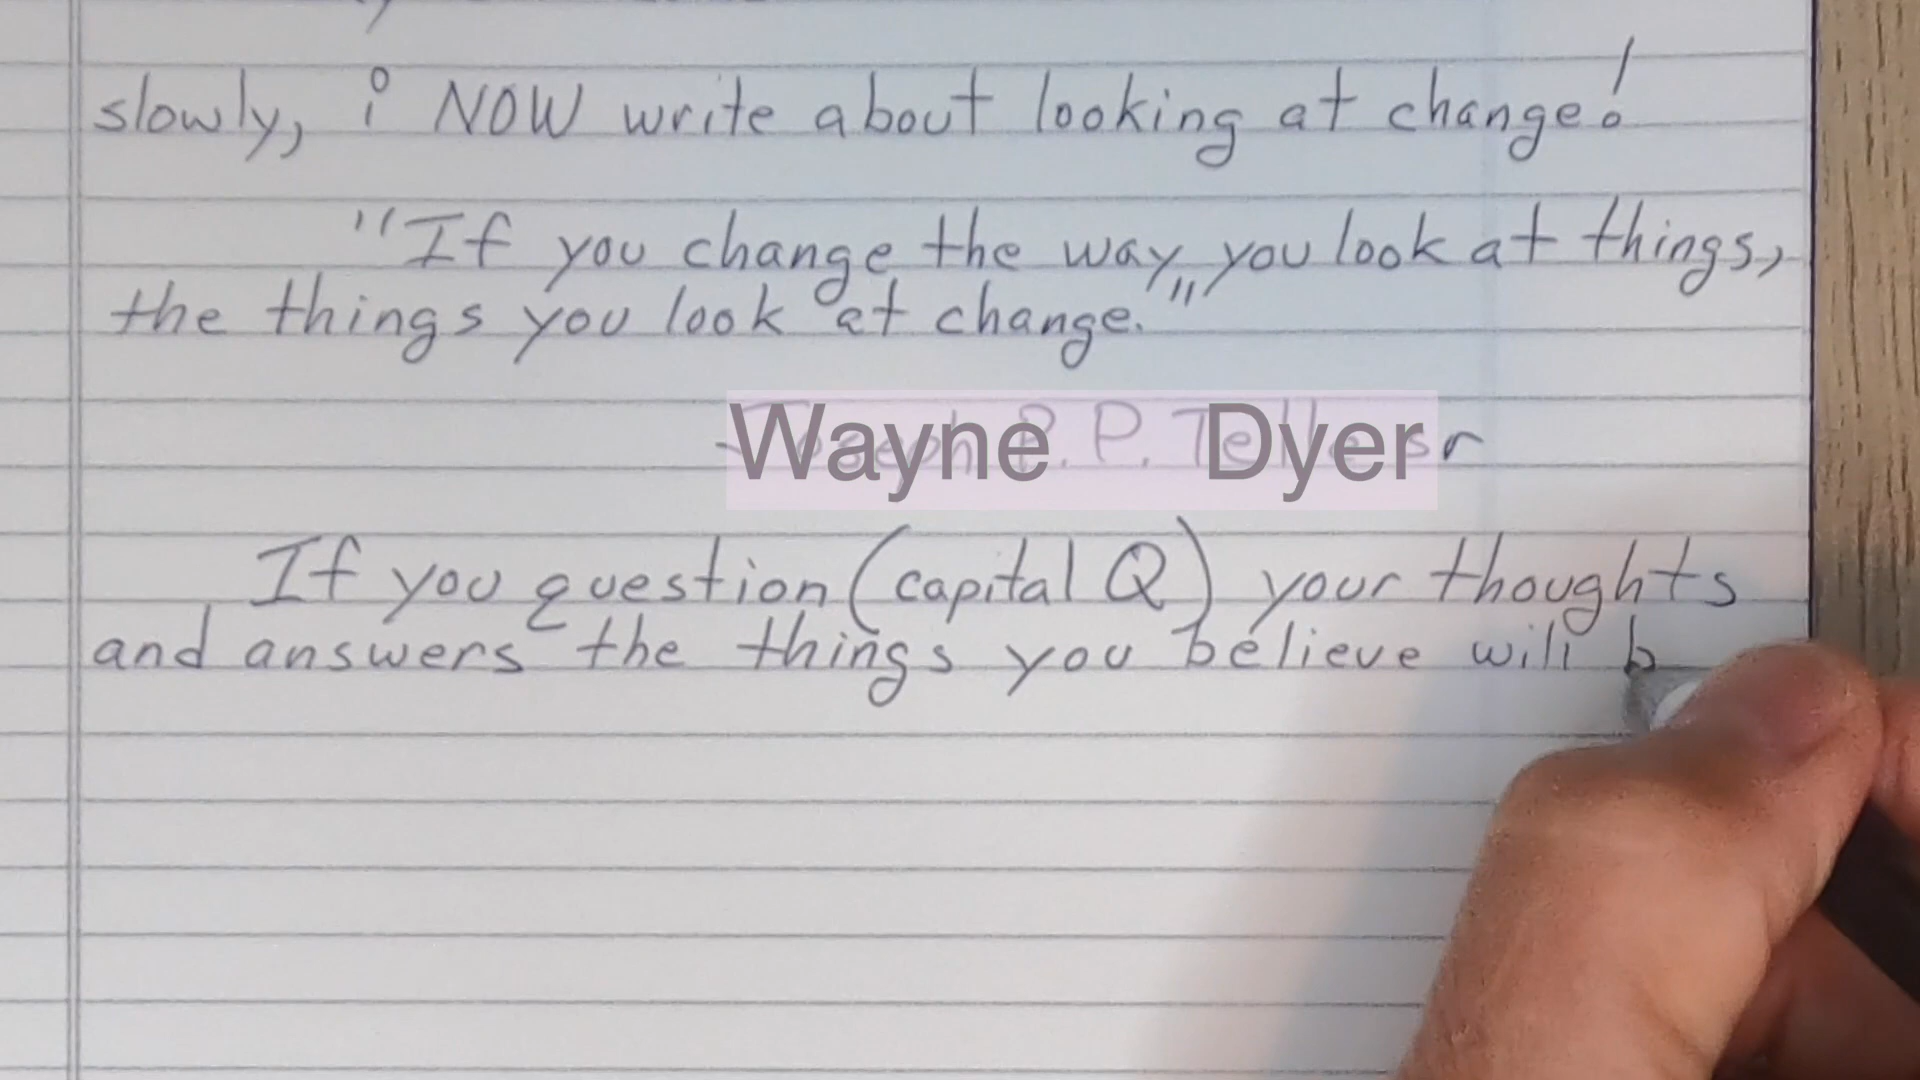 slowly, i NOW write about looking at change!
"If you change the way you look at things,
the things you look at change."
Wayne Dyer
If you question (capital Q) your thoughts
and answers the things you believe will b